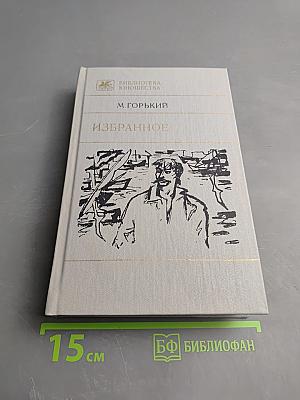 БИБЛИОТЕКА
ЮНОШЕСТВА
М. ГОРЬКИЙ
ИЗБРАННОЕ
15 см
БФ БИБЛИОФАН